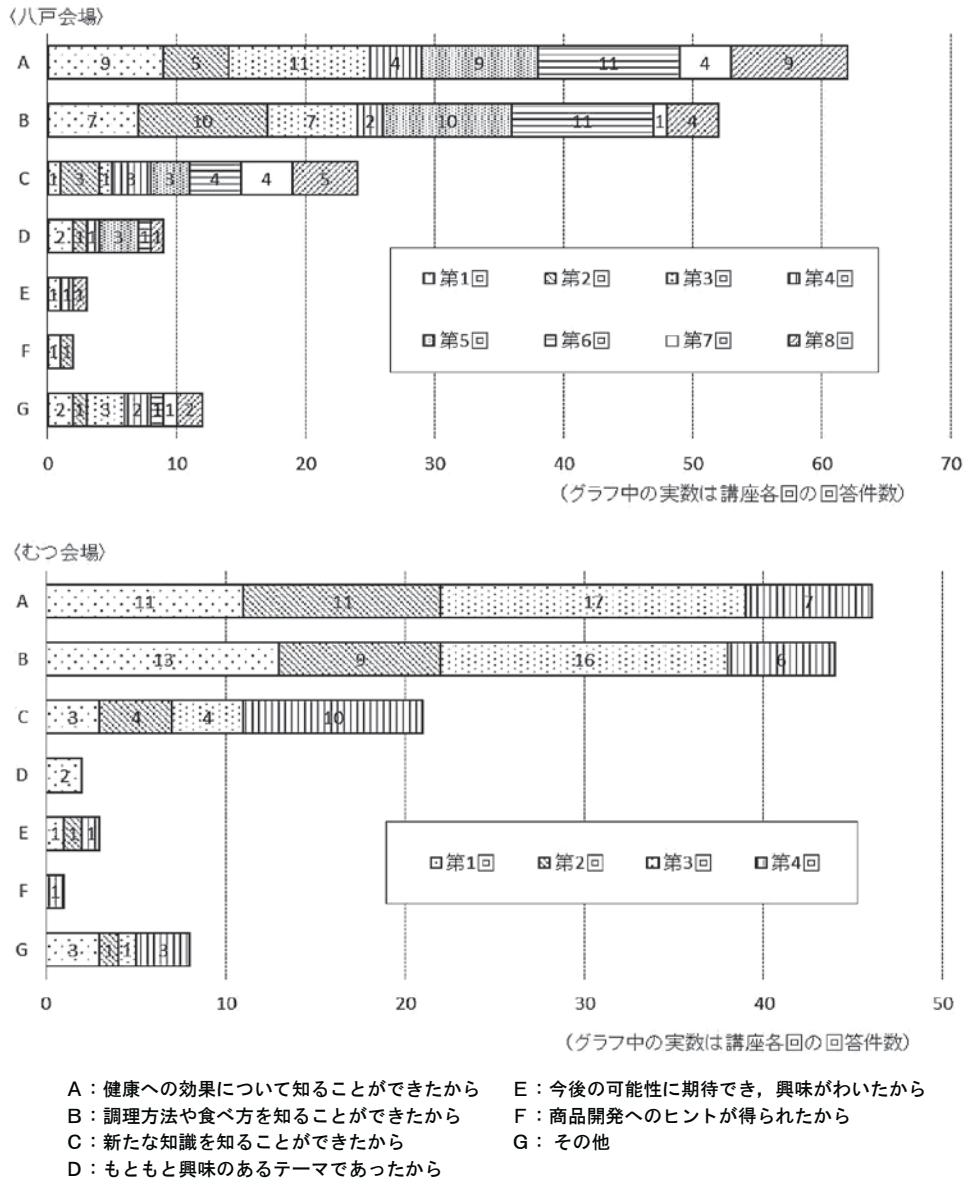 〈八戸会場〉
A 9 5 11 4 9 11 4 9
B 7 10 7 2 10 11 1 4
C 1 3 1 3 3 4 4 5
D 2 1 1 3 1 1
E 1 1 1
F 1 1
G 2 1 3 2 1 1 2
第1回 第2回 第3回 第4回
第5回 第6回 第7回 第8回
0 10 20 30 40 50 60 70
（グラフ中の実数は講座各回の回答件数）
〈むつ会場〉
A 11 11 17 7
B 13 9 16 6
C 3 4 4 10
D 2
E 1 1 1
F 1
G 3 1 1 3
第1回 第2回 第3回 第4回
0 10 20 30 40 50
（グラフ中の実数は講座各回の回答件数）
A：健康への効果について知ることができたから
B：調理方法や食べ方を知ることができたから
C：新たな知識を知ることができたから
D：もともと興味のあるテーマであったから
E：今後の可能性に期待でき，興味がわいたから
F：商品開発へのヒントが得られたから
G： その他